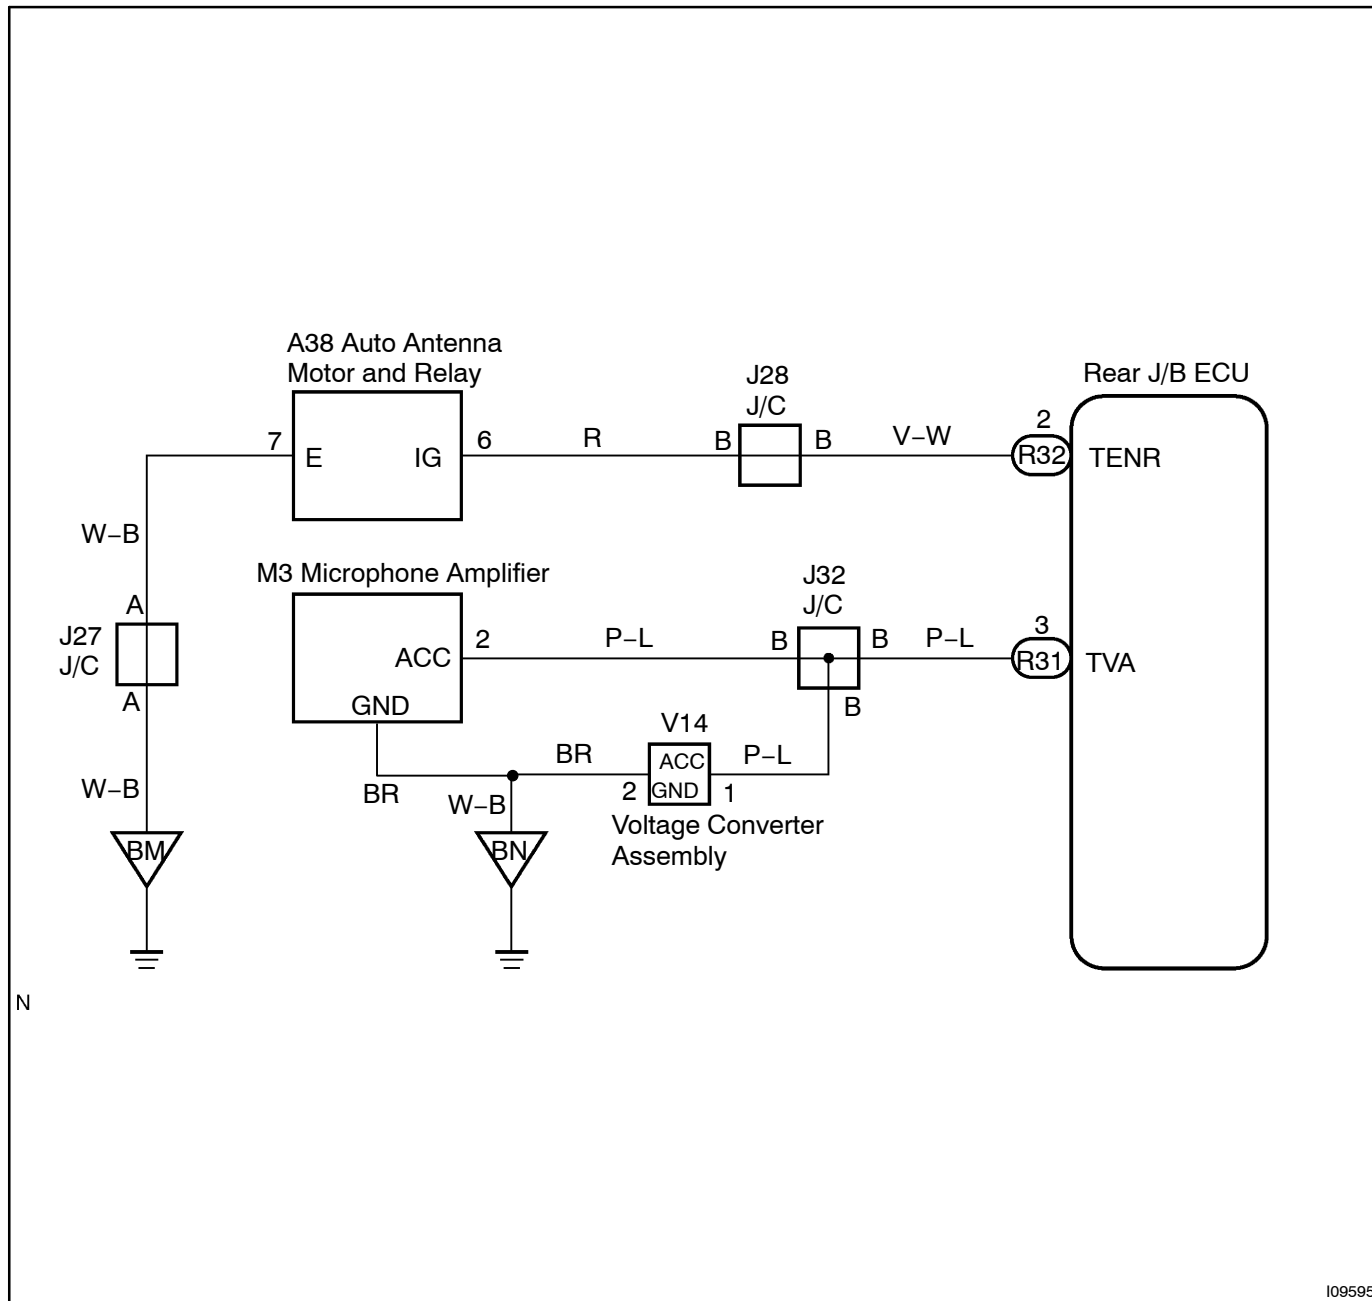 A38 Auto Antenna
Motor and Relay
J28
J/C
Rear J/B ECU
7
E
IG
6
R
B
B
V–W
2
R32
TENR
W–B
M3 Microphone Amplifier
J32
J/C
A
J27
J/C
A
ACC
2
P–L
B
B
P–L
3
R31
TVA
GND
B
V14
BR
ACC
P–L
W–B
BR
W–B
2
GND
1
Voltage Converter
Assembly
BM
BN
N
I09595